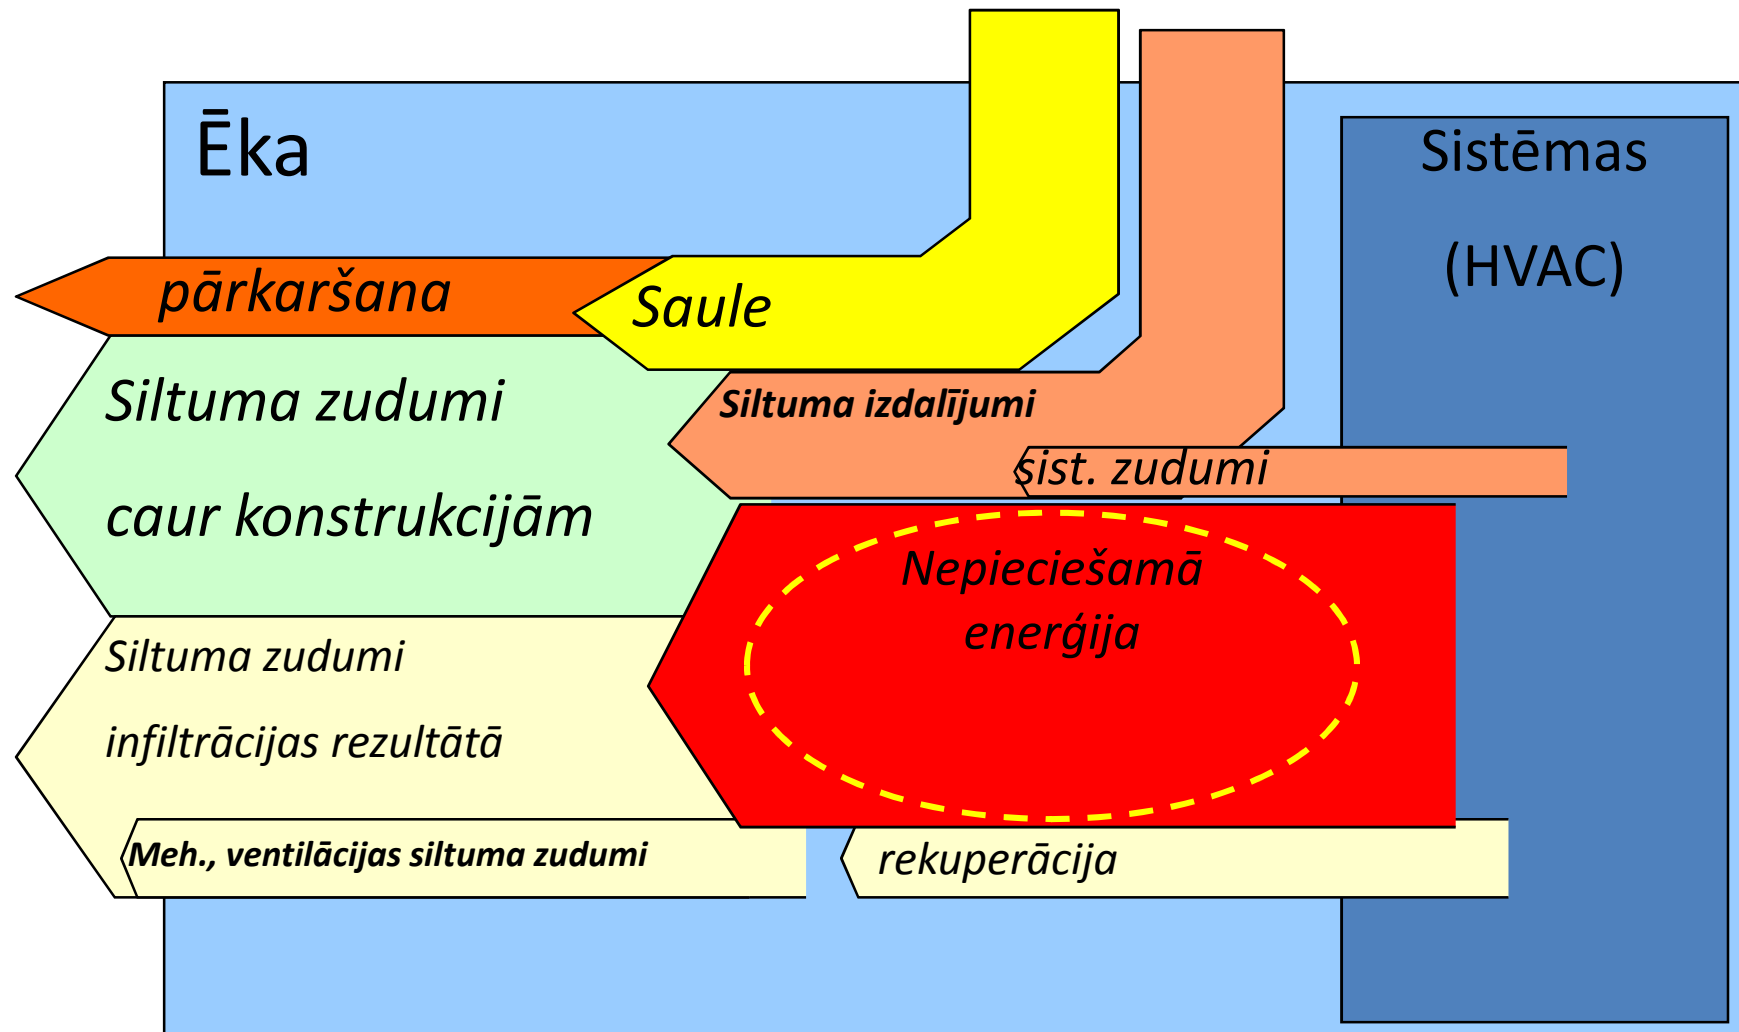 Ēka
Sistēmas
(HVAC)
pārkaršana
Saule
Siltuma zudumi
caur konstrukcijām
Siltuma izdalījumi
sist. zudumi
Nepieciešamā
enerģija
Siltuma zudumi
infiltrācijas rezultātā
Meh., ventilācijas siltuma zudumi
rekuperācija